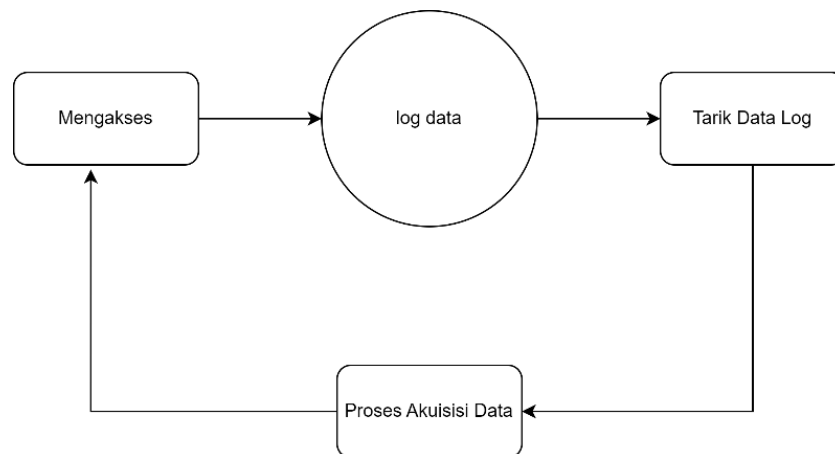 Mengakses
log data
Tarik Data Log
Proses Akuisisi Data